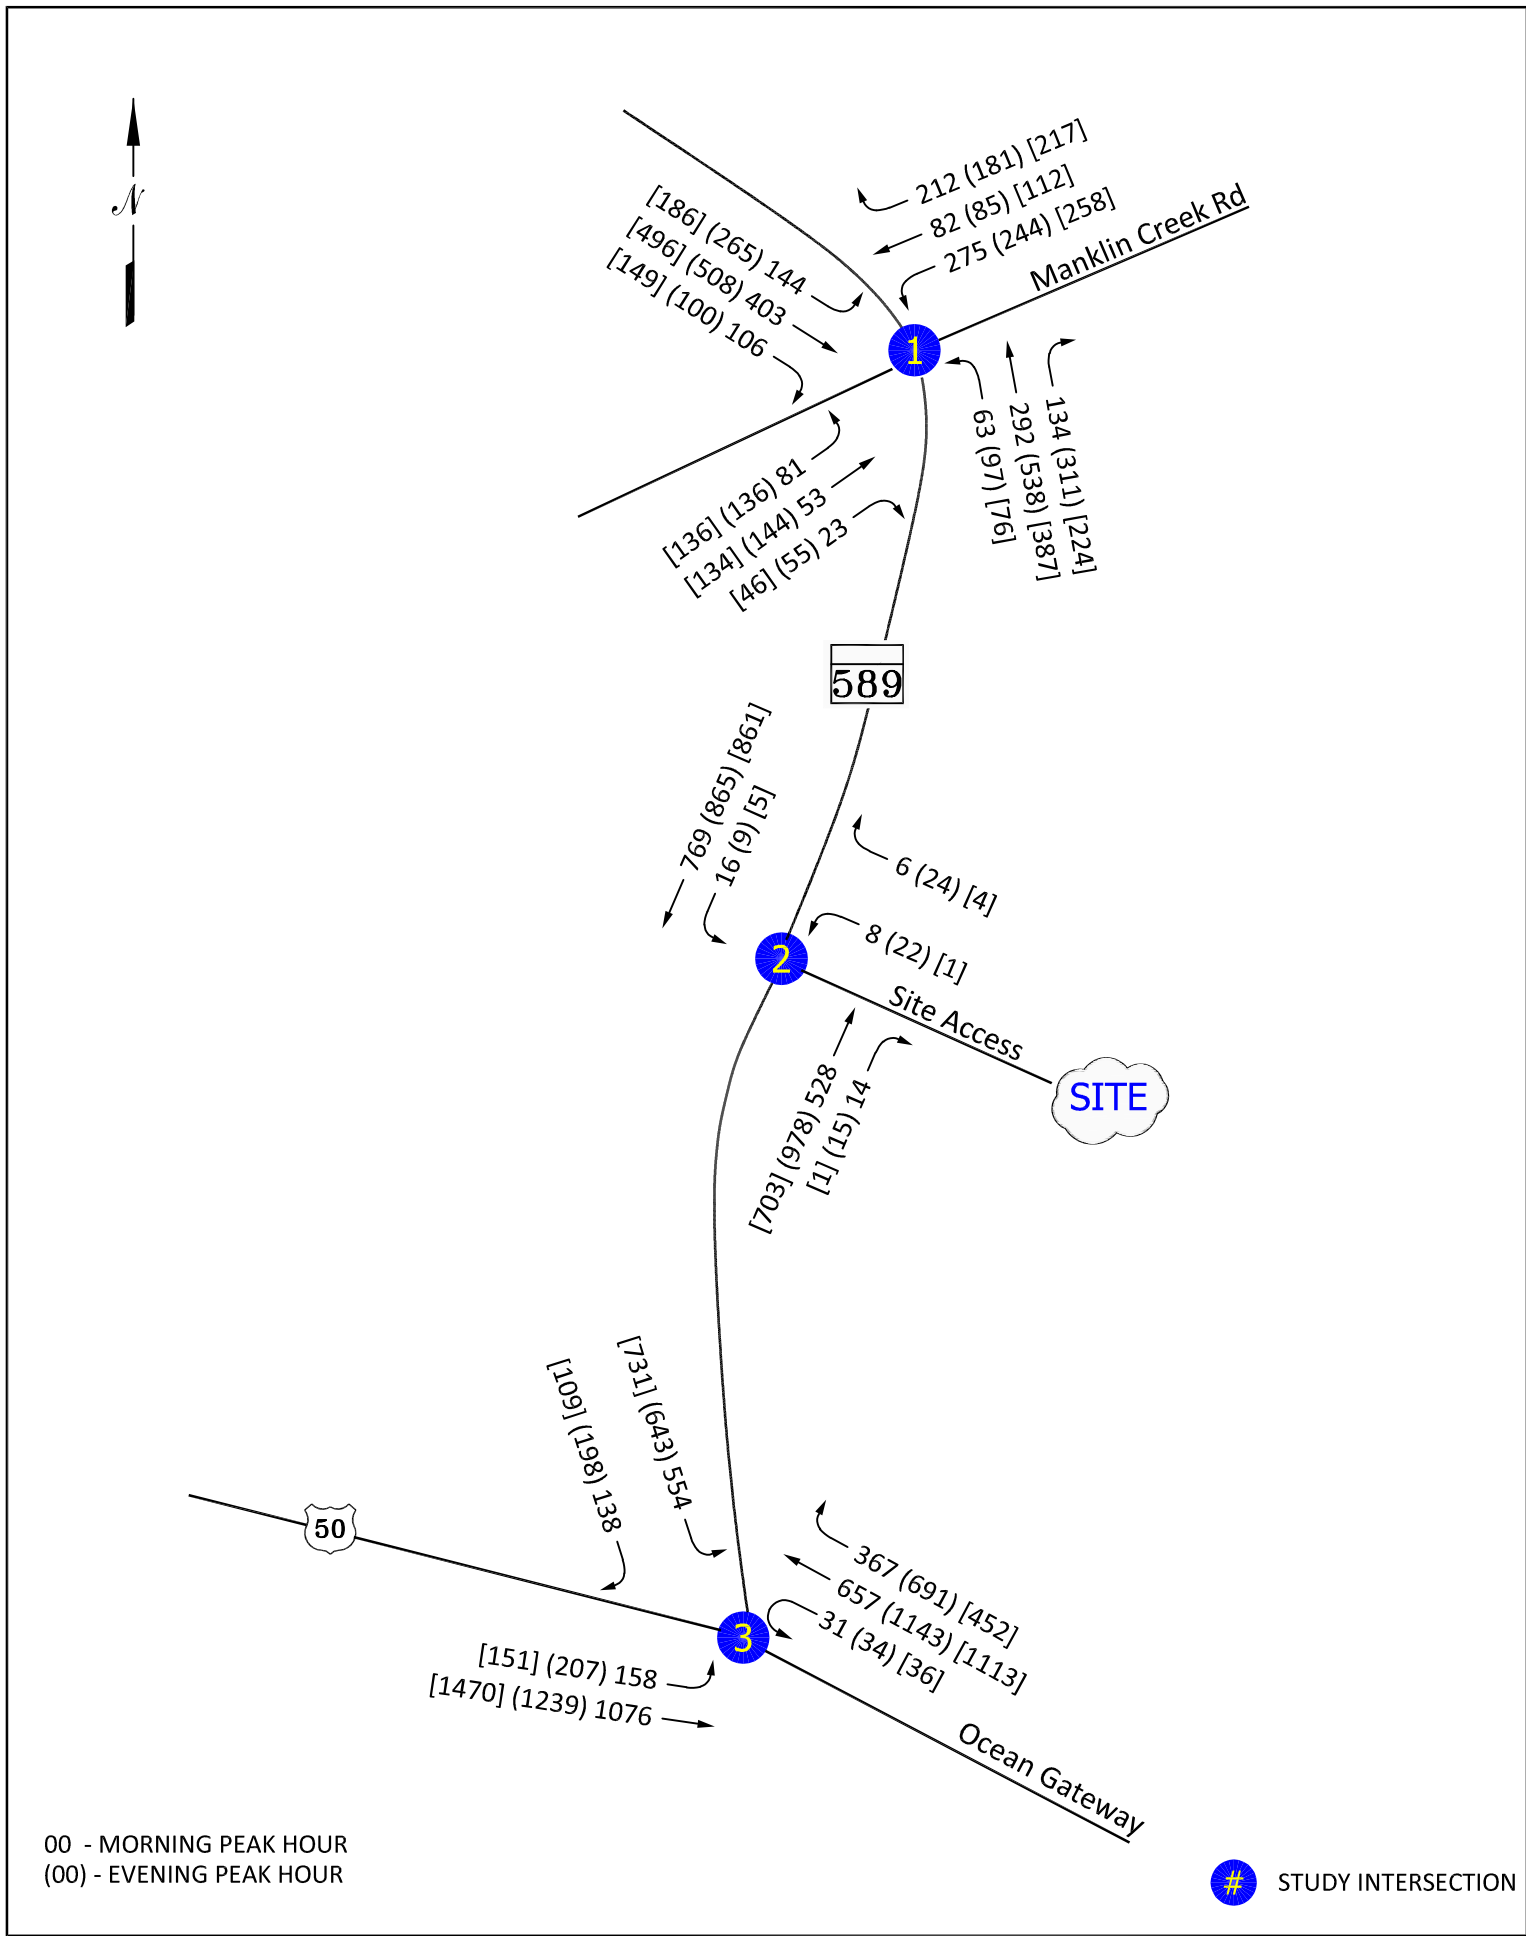 N
212 (181) [217]
82 (85) [112]
275 (244) [258]
Manklin Creek Rd
[186] (265) 144
[496] (508) 403
[149] (100) 106
1
63 (97) [76]
292 (538) [387]
134 (311) [224]
[136] (136) 81
[134] (144) 53
[46] (55) 23
589
769 (865) [861]
16 (9) [5]
6 (24) [4]
8 (22) [1]
2
Site Access
SITE
[703] (978) 528
[1] (15) 14
[109] (198) 138
[731] (643) 554
50
367 (691) [452]
657 (1143) [1113]
31 (34) [36]
3
[151] (207) 158
[1470] (1239) 1076
Ocean Gateway
00 - MORNING PEAK HOUR
(00) - EVENING PEAK HOUR
# STUDY INTERSECTION